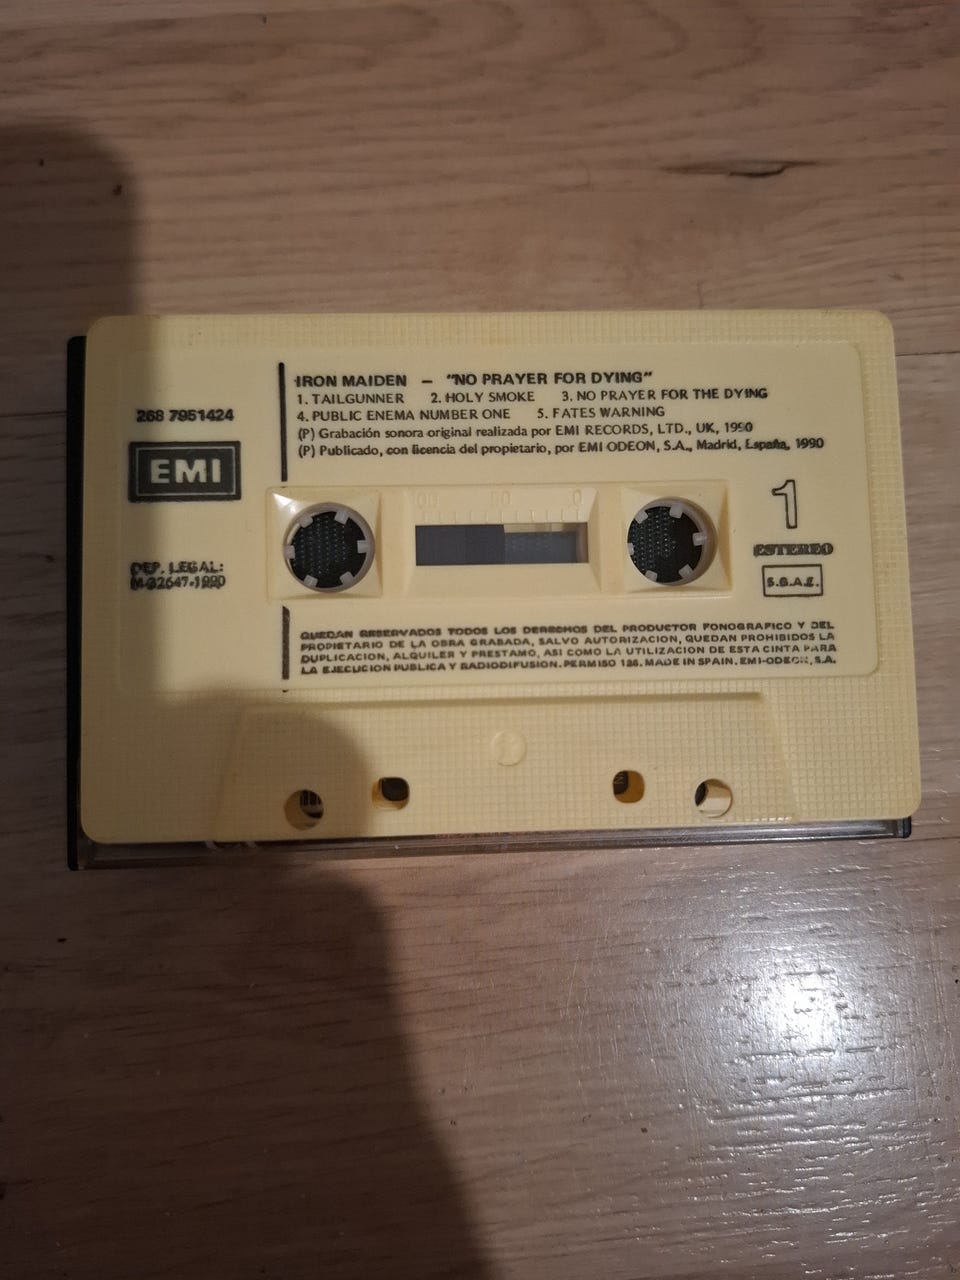 IRON MAIDEN — "NO PRAYER FOR DYING"
1. TAILGUNNER 2. HOLY SMOKE 3. NO PRAYER FOR THE DYING
4. PUBLIC ENEMA NUMBER ONE 5. FATES WARNING
(P) Grabación sonora original realizada por EMI RECORDS, LTD., UK, 1990
(P) Publicado, con licencia del propietario, por EMI ODEON, S.A., Madrid, España, 1990
268 7951424
EMI
DEP. LEGAL:
M-32647-1990
100 50 0
1
ESTEREO
S.G.A.E.
QUEDAN RESERVADOS TODOS LOS DERECHOS DEL PRODUCTOR FONOGRAFICO Y DEL
PROPIETARIO DE LA OBRA GRABADA, SALVO AUTORIZACION, QUEDAN PROHIBIDOS LA
DUPLICACION, ALQUILER Y PRESTAMO, ASI COMO LA UTILIZACION DE ESTA CINTA PARA
LA EJECUCION PUBLICA Y RADIODIFUSION. PERMISO 126. MADE IN SPAIN. EMI-ODEON, S.A.